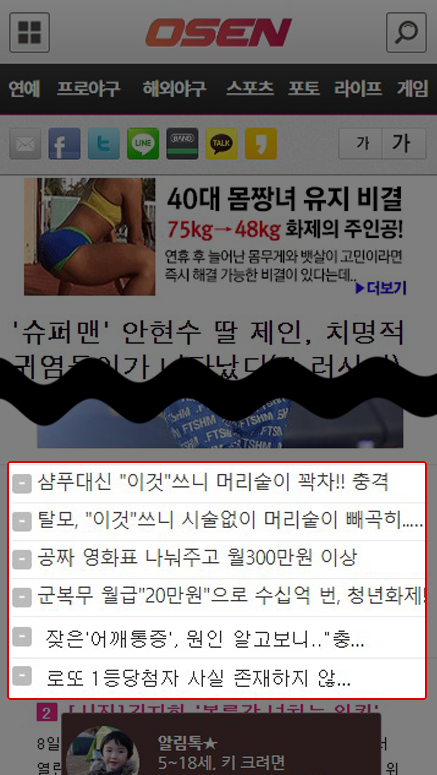 OSEN
연예 프로야구 해외야구 스포츠 포토 라이프 게임
LINE BAND TALK 가 가
40대 몸짱녀 유지 비결
75kg→48kg 화제의 주인공!
연휴 후 늘어난 몸무게와 뱃살이 고민이라면
즉시 해결 가능한 비결이 있다는데..
▶더보기
'슈퍼맨' 안현수 딸 제인, 치명적
FTSHM
샴푸대신 "이것"쓰니 머리숱이 꽉차!! 충격
탈모, "이것"쓰니 시술없이 머리숱이 빼곡히.....
공짜 영화표 나눠주고 월300만원 이상
군복무 월급"20만원"으로 수십억 번, 청년화제!
잦은'어깨통증', 원인 알고보니.."충...
로또 1등당첨자 사실 존재하지 않...
2
알림톡★
5~18세, 키 크려면
8일
열린
위